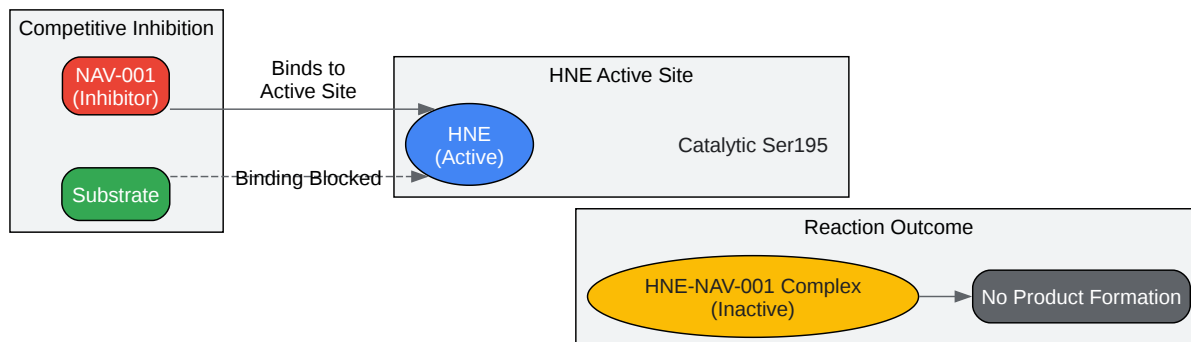 Competitive Inhibition
NAV-001
(Inhibitor)
Substrate
Binds to
Active Site
Binding Blocked
HNE Active Site
HNE
(Active)
Catalytic Ser195
Reaction Outcome
HNE-NAV-001 Complex
(Inactive)
No Product Formation